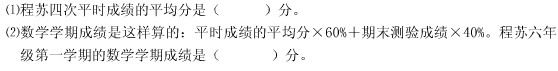 ⑴程苏四次平时成绩的平均分是（　　　）分。
⑵数学学期成绩是这样算的：平时成绩的平均分×60%＋期末测验成绩×40%。程苏六年
级第一学期的数学学期成绩是（　　　）分。